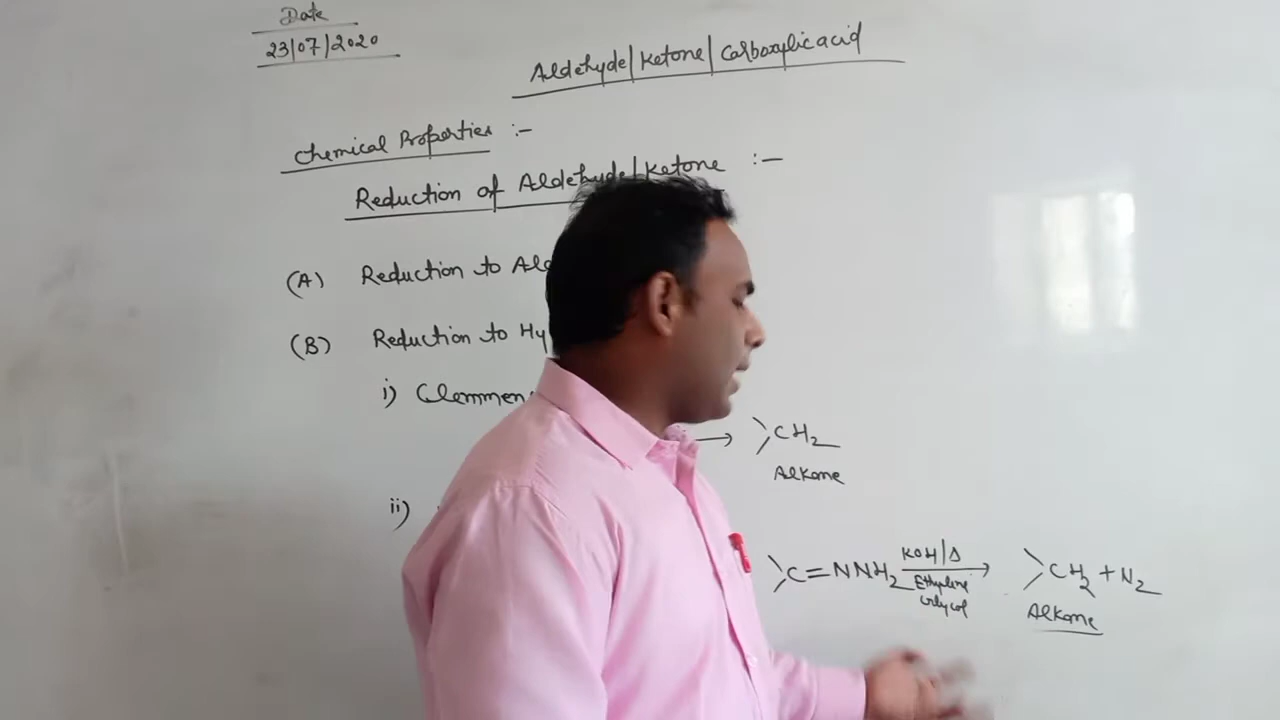 Date
23/07/2020
Aldehyde/Ketone/Carboxylic acid
Chemical Properties :-
Reduction of Aldehyde/Ketone :-
(A) Reduction to Ald
(B) Reduction to Hy
i) Clemmen
→ >CH2
Alkane
ii)
>C=NNH2 KOH/Δ → >CH2 + N2
Ethylene
Glycol
Alkane